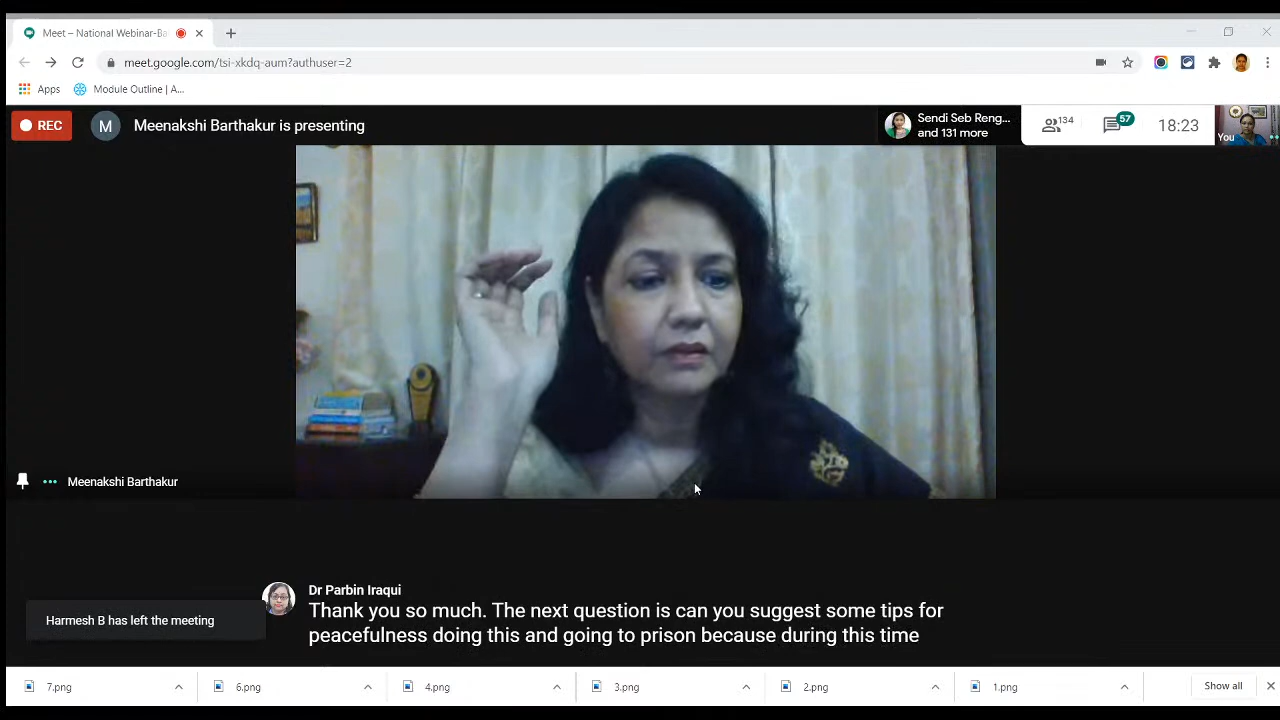 Meet – National Webinar-Ba
meet.google.com/tsi-xkdq-aum?authuser=2
Apps
Module Outline | A...
REC
M
Meenakshi Barthakur is presenting
Sendi Seb Reng...
and 131 more
134
57
18:23
You
Meenakshi Barthakur
Dr Parbin Iraqui
Thank you so much. The next question is can you suggest some tips for
peacefulness doing this and going to prison because during this time
Harmesh B has left the meeting
7.png
6.png
4.png
3.png
2.png
1.png
Show all